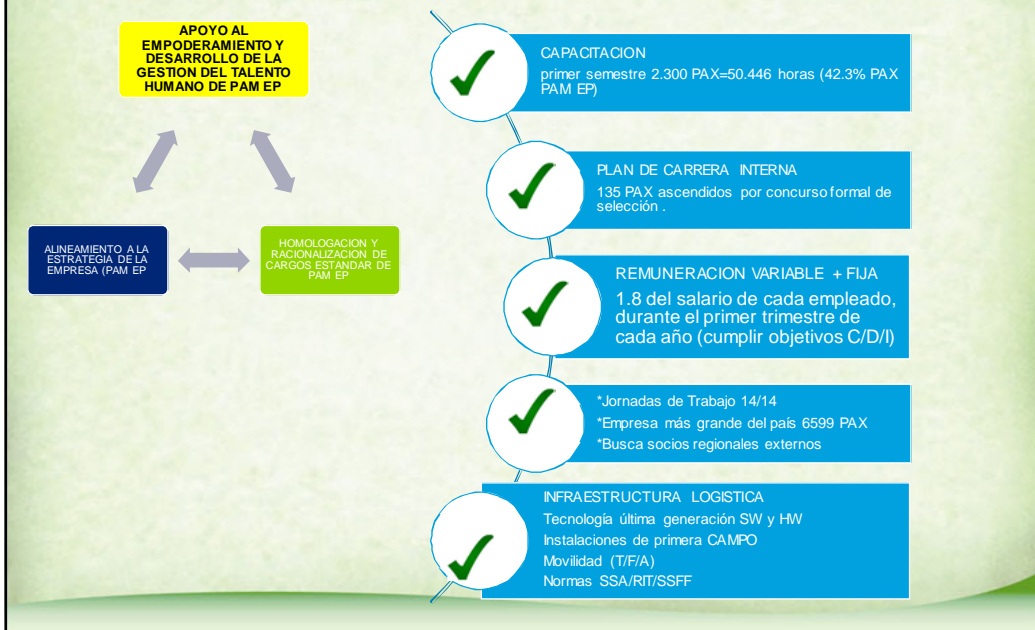 APOYO AL
EMPODERAMIENTO Y
DESARROLLO DE LA
GESTION DEL TALENTO
HUMANO DE PAM EP
ALINEAMIENTO A LA
ESTRATEGIA DE LA
EMPRESA (PAM EP
HOMOLOGACION Y
RACIONALIZACION DE
CARGOS ESTANDAR DE
PAM EP
CAPACITACION
primer semestre 2.300 PAX=50.446 horas (42.3% PAX
PAM EP)
PLAN DE CARRERA INTERNA
135 PAX ascendidos por concurso formal de
selección .
REMUNERACION VARIABLE + FIJA
1.8 del salario de cada empleado,
durante el primer trimestre de
cada año (cumplir objetivos C/D/I)
*Jornadas de Trabajo 14/14
*Empresa más grande del país 6599 PAX
*Busca socios regionales externos
INFRAESTRUCTURA LOGISTICA
Tecnología última generación SW y HW
Instalaciones de primera CAMPO
Movilidad (T/F/A)
Normas SSA/RIT/SSFF